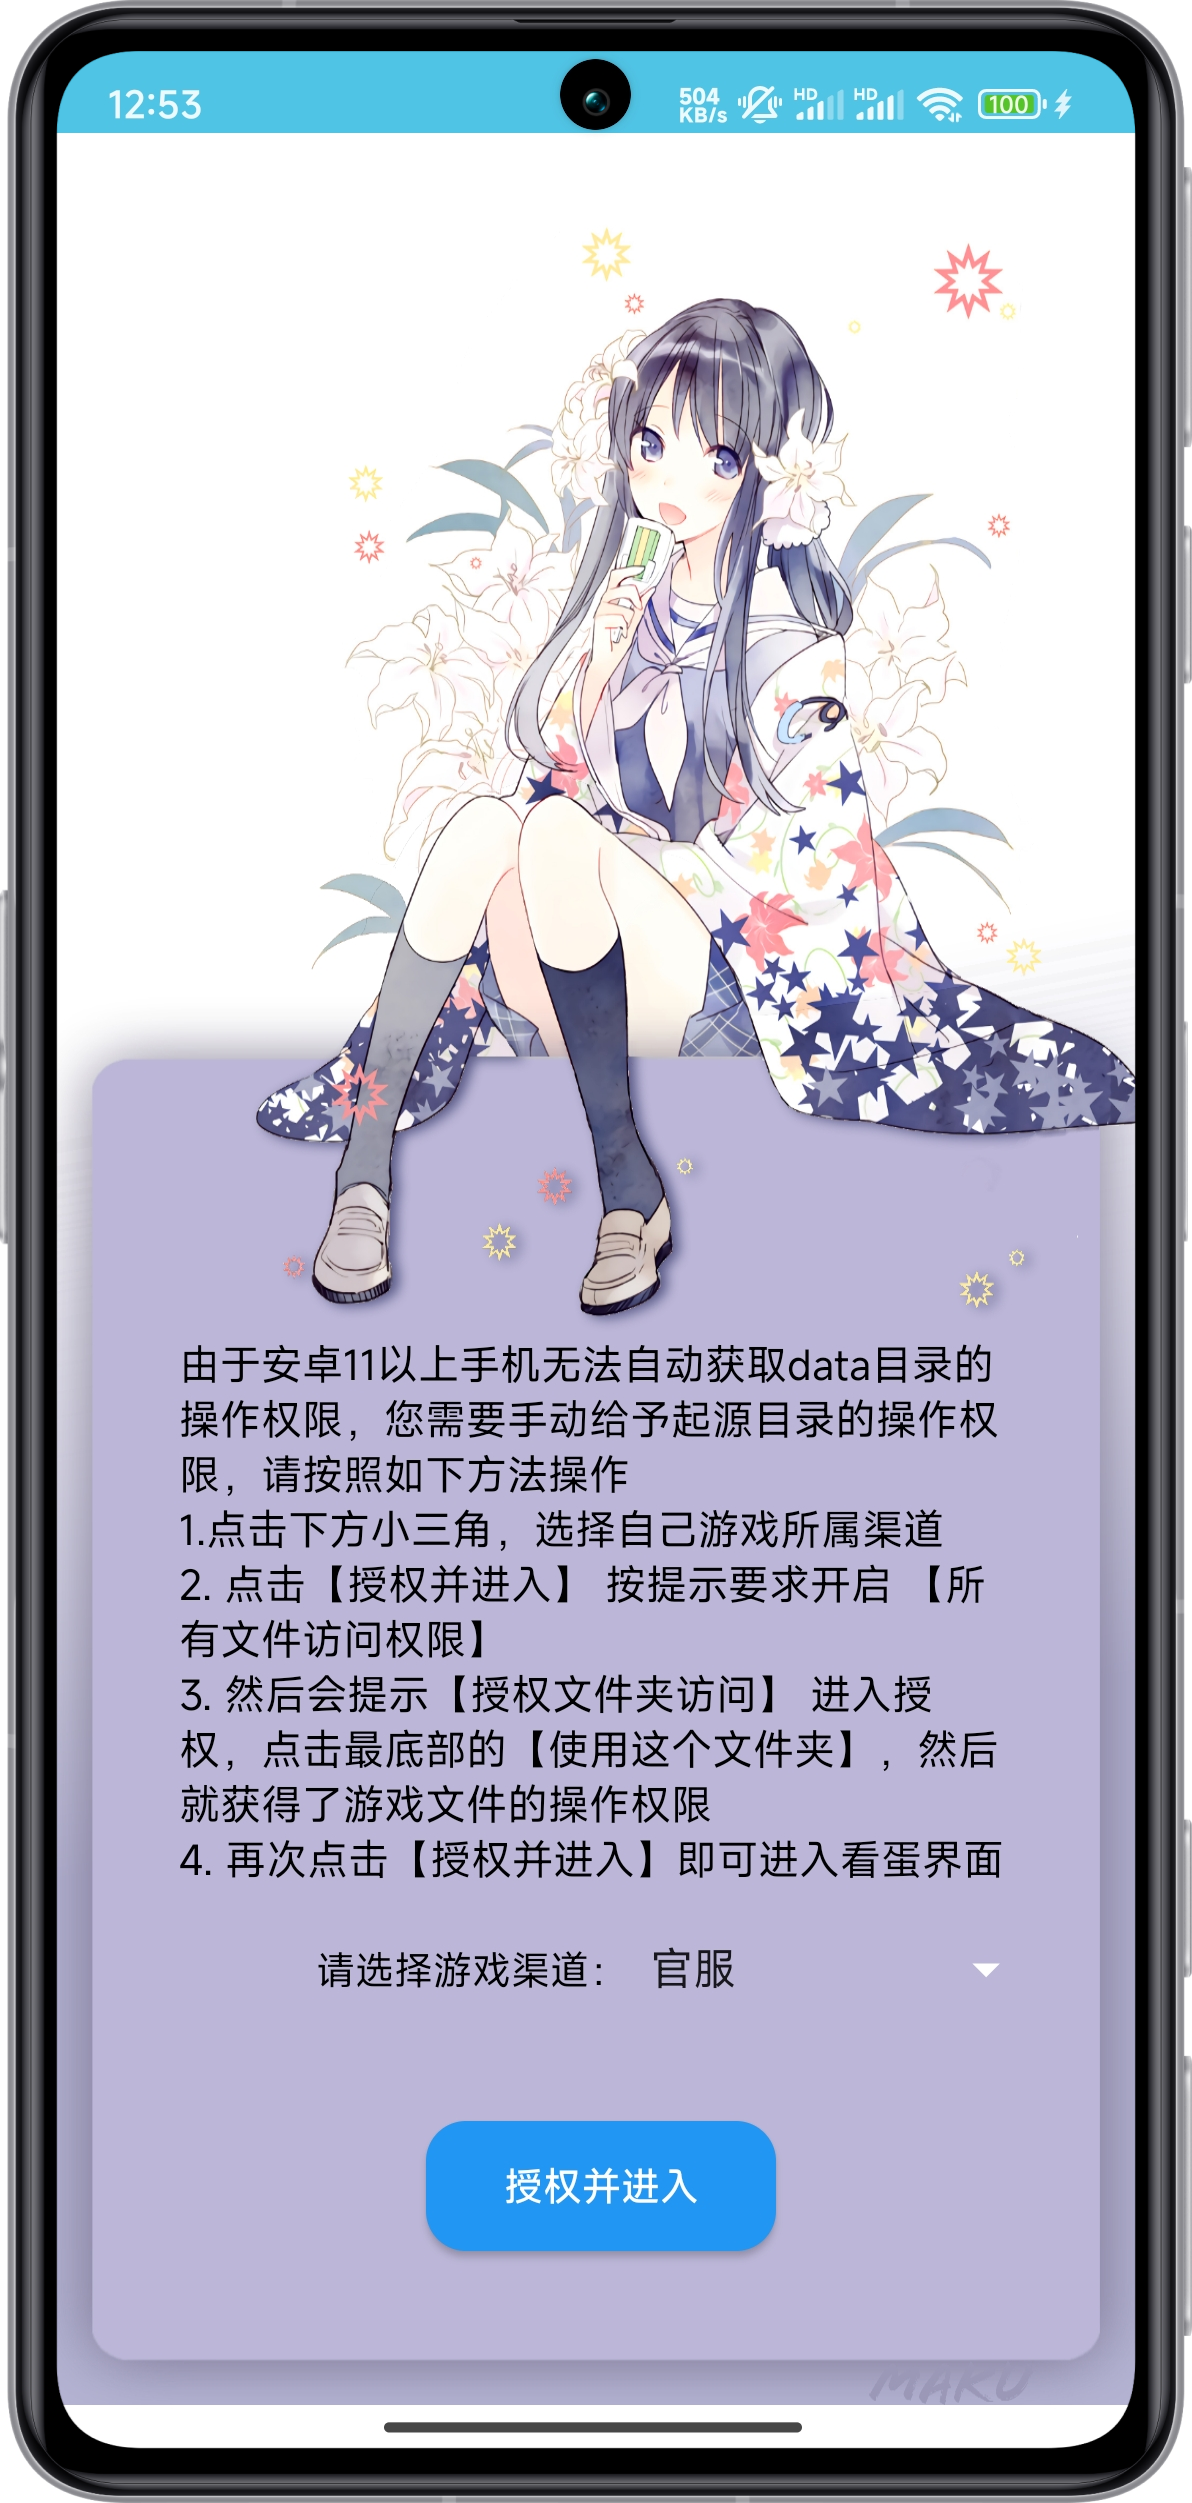 12:53
504
KB/s
HD
HD
100
由于安卓11以上手机无法自动获取data目录的
操作权限，您需要手动给予起源目录的操作权
限，请按照如下方法操作
1.点击下方小三角，选择自己游戏所属渠道
2. 点击【授权并进入】 按提示要求开启 【所
有文件访问权限】
3. 然后会提示【授权文件夹访问】 进入授
权，点击最底部的【使用这个文件夹】，然后
就获得了游戏文件的操作权限
4. 再次点击【授权并进入】即可进入看蛋界面
请选择游戏渠道：
官服
授权并进入
MAKO